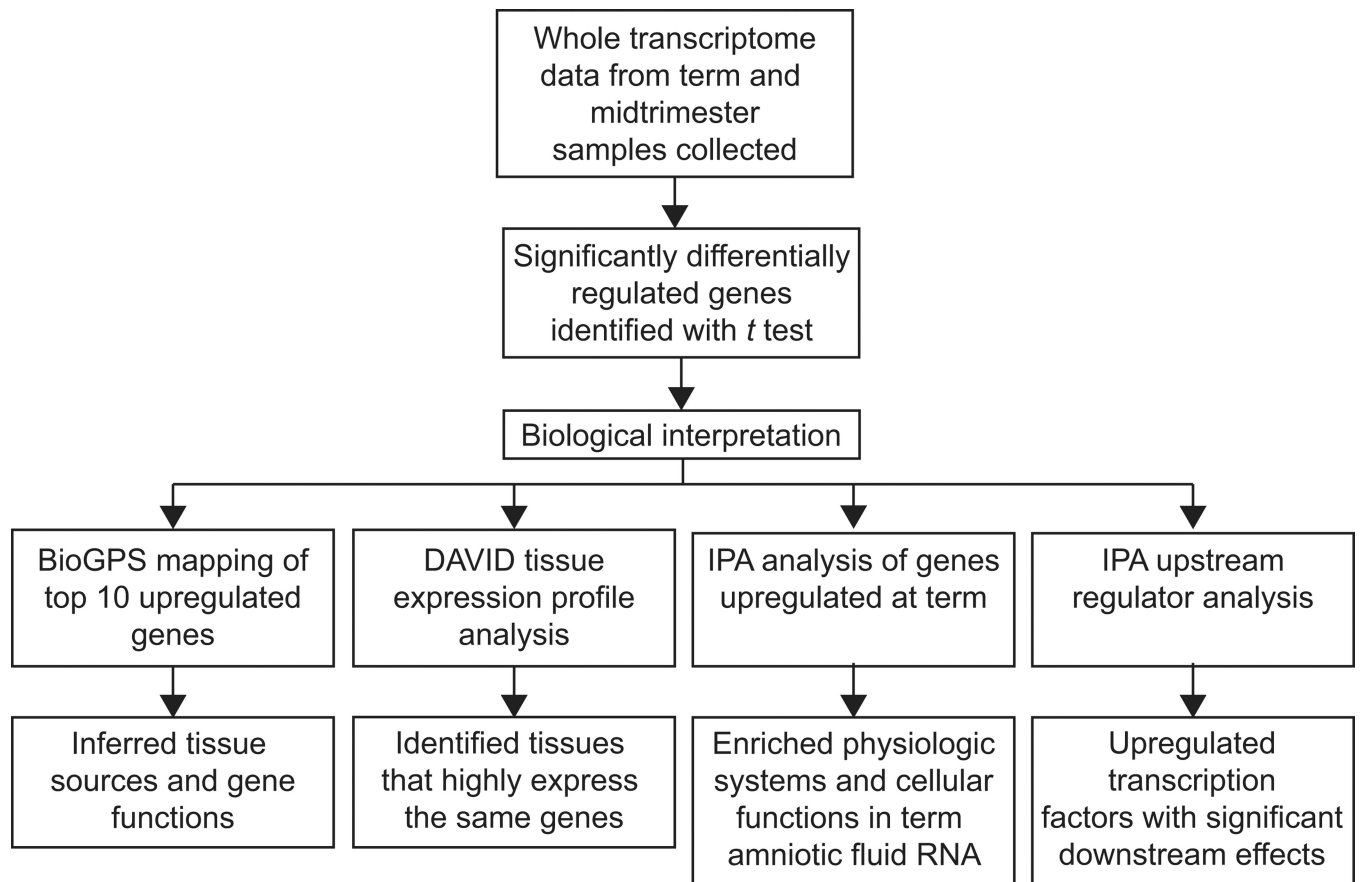 Whole transcriptome
data from term and
midtrimester
samples collected
Significantly differentially
regulated genes
identified with t test
Biological interpretation
BioGPS mapping of
top 10 upregulated
genes
DAVID tissue
expression profile
analysis
IPA analysis of genes
upregulated at term
IPA upstream
regulator analysis
Inferred tissue
sources and gene
functions
Identified tissues
that highly express
the same genes
Enriched physiologic
systems and cellular
functions in term
amniotic fluid RNA
Upregulated
transcription
factors with significant
downstream effects